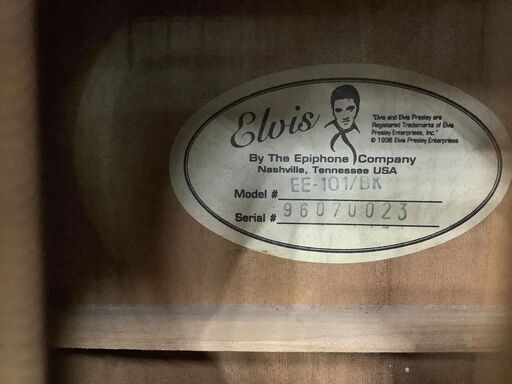 Elvis
"Elvis and Elvis Presley are
Registered Trademarks of Elvis
Presley Enterprises, Inc."
© 1996 Elvis Presley Enterprises
By The Epiphone Company
Nashville, Tennessee USA
Model # EE-101/BK
Serial # 96070023